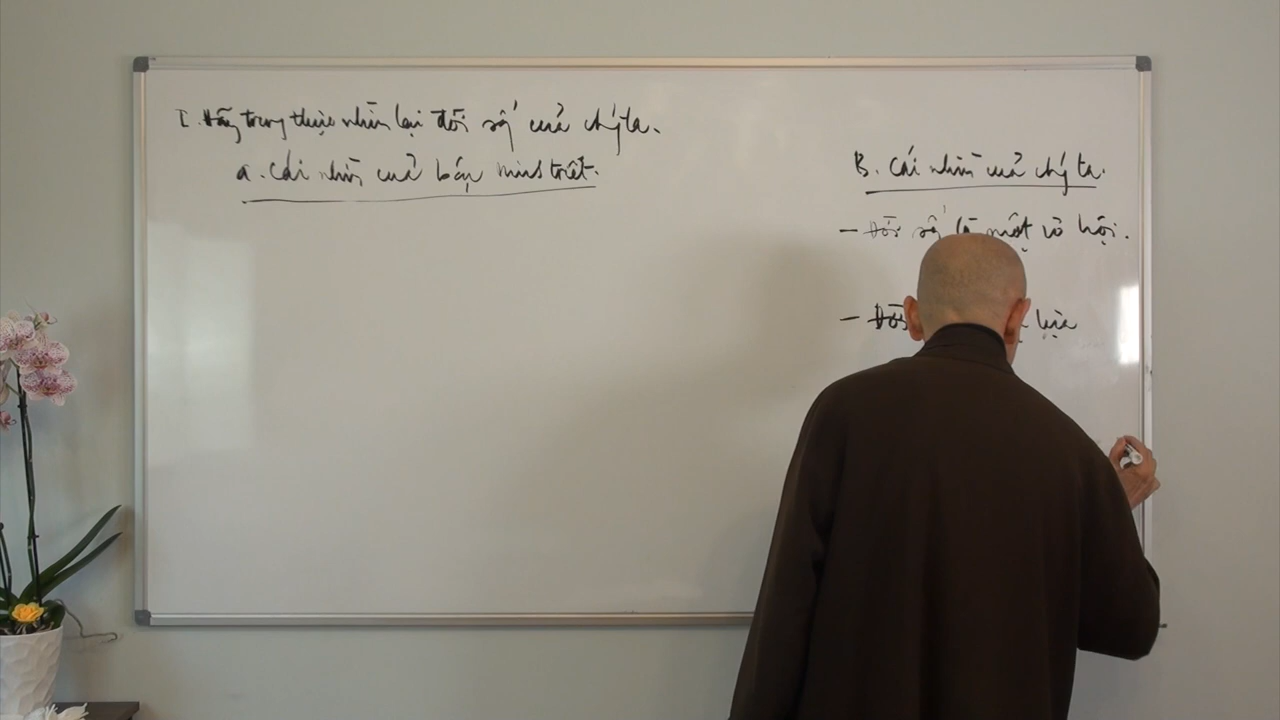 I. Hãy trung thực nhìn lại đời sống của chúng ta.
a. Cái nhìn của bậc minh triết.
B. Cái nhìn của chúng ta.
- Đời sống là một vở hội.
- Đời